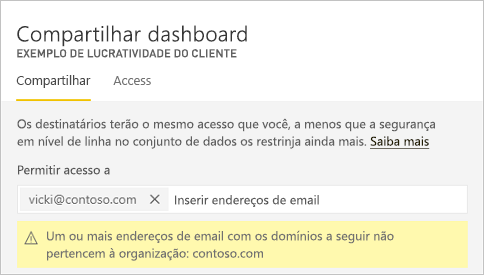 Compartilhar dashboard
EXEMPLO DE LUCRATIVIDADE DO CLIENTE
Compartilhar Access
Os destinatários terão o mesmo acesso que você, a menos que a segurança
em nível de linha no conjunto de dados os restrinja ainda mais. Saiba mais
Permitir acesso a
vicki@contoso.com Inserir endereços de email
Um ou mais endereços de email com os domínios a seguir não
pertencem à organização: contoso.com